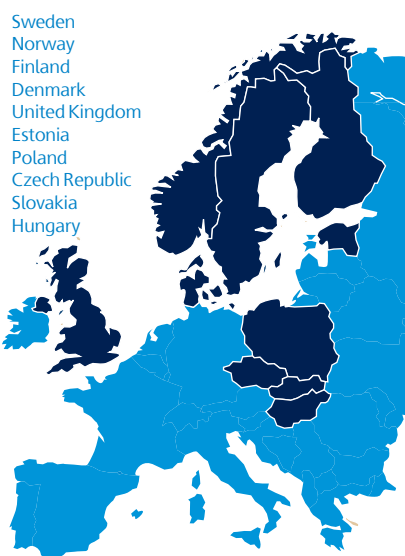 Sweden
Norway
Finland
Denmark
United Kingdom
Estonia
Poland
Czech Republic
Slovakia
Hungary